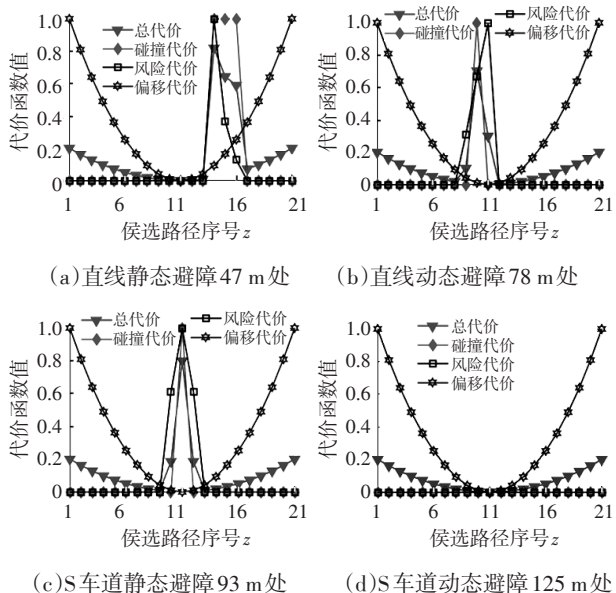 1.0
0.8
0.6
0.4
0.2
0
代价函数值
总代价
碰撞代价
风险代价
偏移代价
1 6 11 16 21
侯选路径序号z
(a)直线静态避障47 m处
1.0
0.8
0.6
0.4
0.2
0
代价函数值
总代价
碰撞代价
风险代价
偏移代价
1 6 11 16 21
侯选路径序号z
(b)直线动态避障78 m处
1.0
0.8
0.6
0.4
0.2
0
代价函数值
总代价 风险代价
碰撞代价 偏移代价
1 6 11 16 21
侯选路径序号z
(c)S车道静态避障93 m处
1.0
0.8
0.6
0.4
0.2
0
代价函数值
总代价
碰撞代价
风险代价
偏移代价
1 6 11 16 21
侯选路径序号z
(d)S车道动态避障125 m处